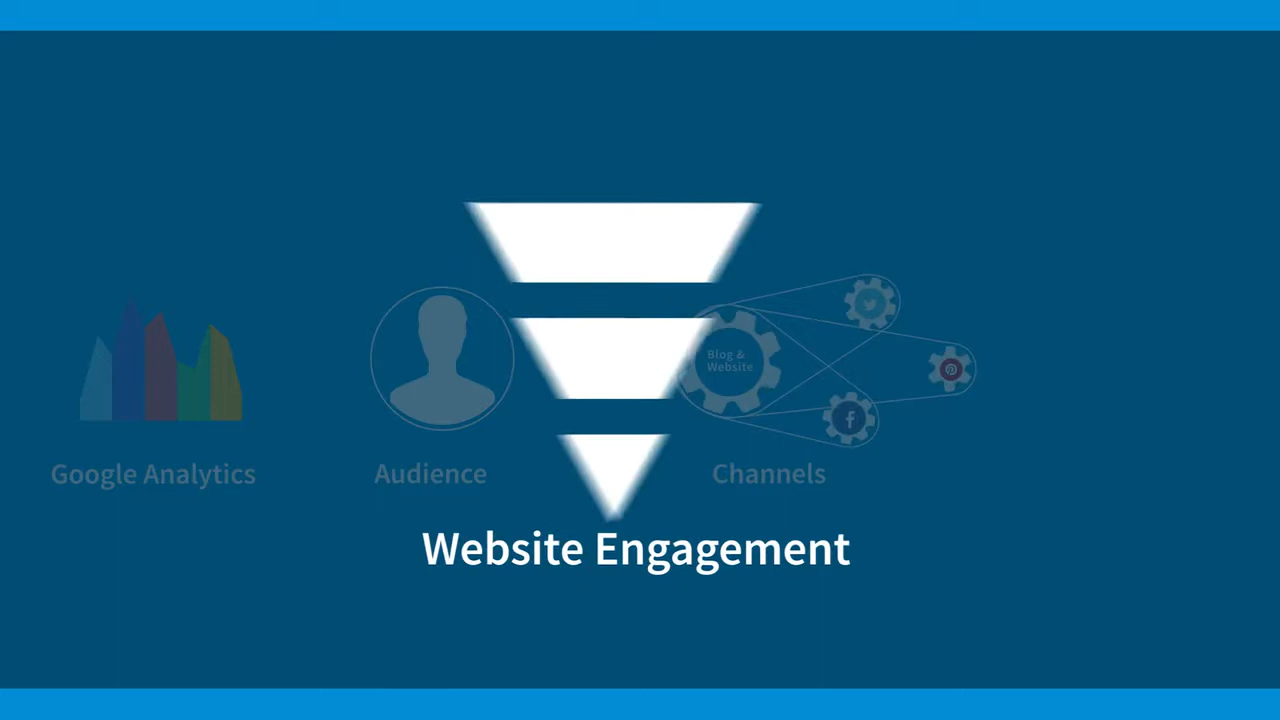 Blog &
Website
Google Analytics
Audience
Channels
Website Engagement